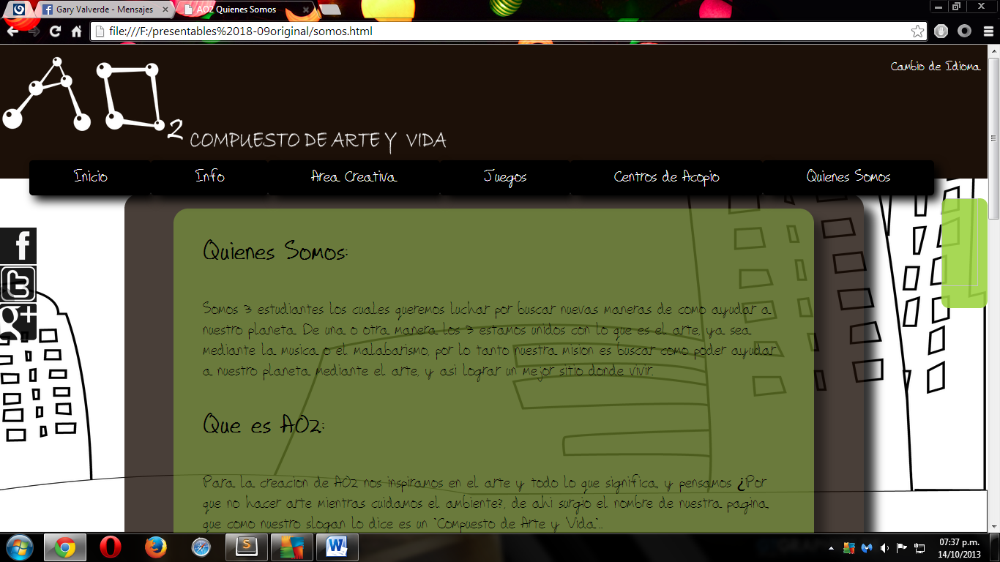 Gary Valverde - Mensajes
AO2 Quienes Somos
file:///F:/presentables%2018-09original/somos.html
Cambio de Idioma
AO2 COMPUESTO DE ARTE Y VIDA
Inicio
Info
Area Creativa
Juegos
Centros de Acopio
Quienes Somos
f
t
g+
Quienes Somos:
Somos 3 estudiantes los cuales queremos luchar por buscar nuevas maneras de como ayudar a
nuestro planeta. De una o otra manera los 3 estamos unidos con lo que es el arte, ya sea
mediante la musica o el malabarismo, por lo tanto nuestra mision es buscar como poder ayudar
a nuestro planeta mediante el arte, y asi lograr un mejor sitio donde vivir.
Que es AO2:
Para la creacion de AO2 nos inspiramos en el arte y todo lo que significa y pensamos ¿Por
que no hacer arte mientras cuidamos el ambiente?, de ahi surgio el nombre de nuestra pagina
que como nuestro slogan lo dice es un "Compuesto de Arte y Vida"..
07:37 p.m.
14/10/2013